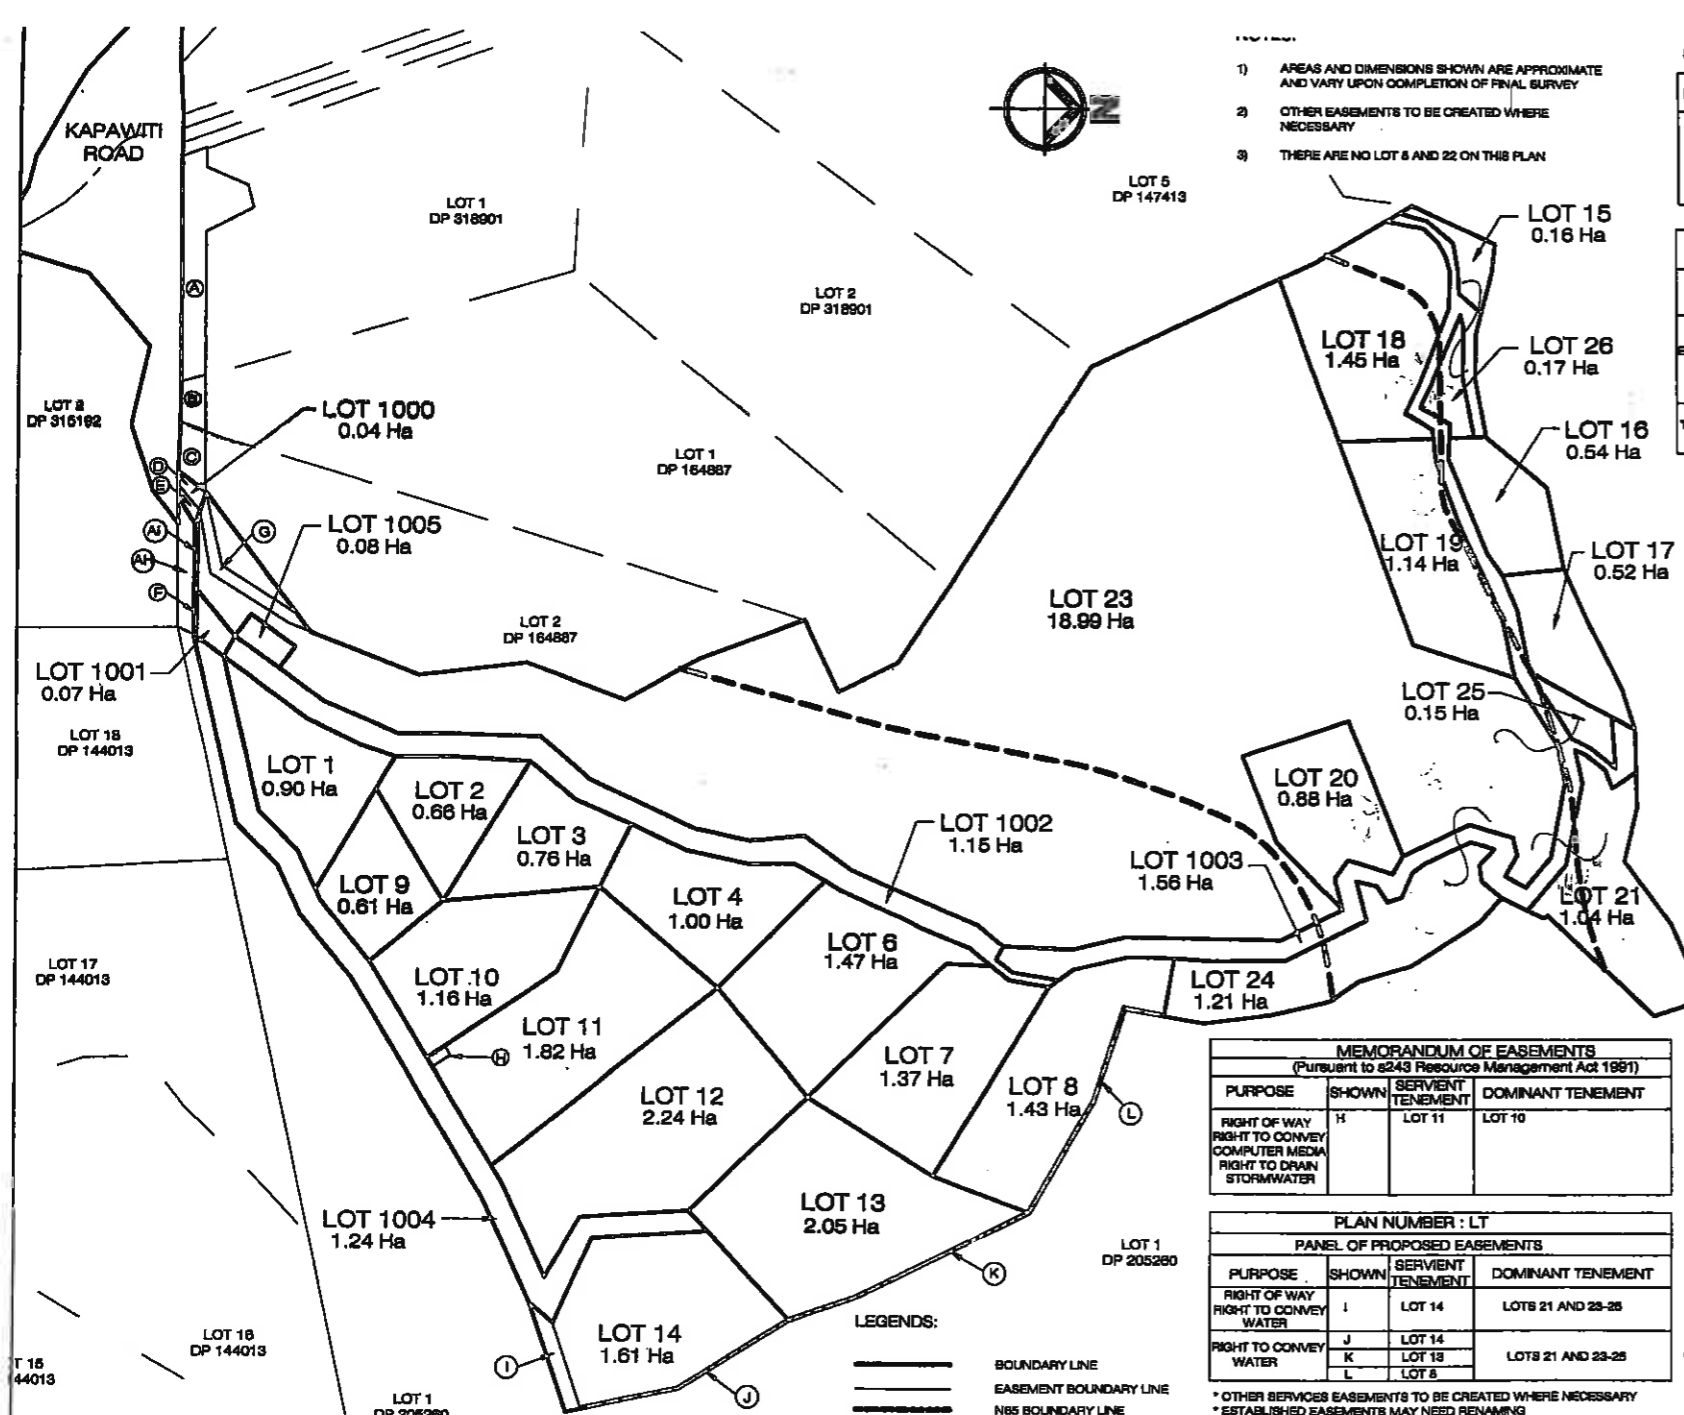 NOTES:
1) AREAS AND DIMENSIONS SHOWN ARE APPROXIMATE
AND VARY UPON COMPLETION OF FINAL SURVEY
2) OTHER EASEMENTS TO BE CREATED WHERE
NECESSARY
3) THERE ARE NO LOT 5 AND 22 ON THIS PLAN
N
KAPAWITI
ROAD
LOT 1
DP 318901
LOT 5
DP 147413
LOT 15
0.16 Ha
A
LOT 2
DP 318901
LOT 18
1.45 Ha
LOT 26
0.17 Ha
B
LOT 2
DP 315192
LOT 1000
0.04 Ha
LOT 16
0.54 Ha
C
D
E
LOT 1
DP 164887
AI
G
LOT 1005
0.08 Ha
AH
F
LOT 19
1.14 Ha
LOT 17
0.52 Ha
LOT 23
18.99 Ha
LOT 2
DP 164887
LOT 1001
0.07 Ha
LOT 25
0.15 Ha
LOT 18
DP 144013
LOT 1
0.90 Ha
LOT 2
0.66 Ha
LOT 20
0.88 Ha
LOT 3
0.76 Ha
LOT 1002
1.15 Ha
LOT 1003
1.56 Ha
LOT 9
0.61 Ha
LOT 4
1.00 Ha
LOT 21
1.04 Ha
LOT 6
1.47 Ha
LOT 17
DP 144013
LOT 10
1.16 Ha
LOT 24
1.21 Ha
LOT 11
1.82 Ha
H
LOT 7
1.37 Ha
LOT 8
1.43 Ha
L
LOT 12
2.24 Ha
LOT 13
2.05 Ha
LOT 1004
1.24 Ha
LOT 1
DP 205260
K
LOT 14
1.61 Ha
I
J
LOT 16
DP 144013
T 15
44013
LOT 1
DP 205260
MEMORANDUM OF EASEMENTS
(Pursuant to s243 Resource Management Act 1991)
PURPOSE SHOWN SERVIENT TENEMENT DOMINANT TENEMENT
RIGHT OF WAY H LOT 11 LOT 10
RIGHT TO CONVEY
COMPUTER MEDIA
RIGHT TO DRAIN
STORMWATER
PLAN NUMBER : LT
PANEL OF PROPOSED EASEMENTS
PURPOSE SHOWN SERVIENT TENEMENT DOMINANT TENEMENT
RIGHT OF WAY
RIGHT TO CONVEY I LOT 14 LOTS 21 AND 23-26
WATER
RIGHT TO CONVEY
WATER
J LOT 14
K LOT 13 LOTS 21 AND 23-26
L LOT 8
* OTHER SERVICES EASEMENTS TO BE CREATED WHERE NECESSARY
* ESTABLISHED EASEMENTS MAY NEED RENAMING
LEGENDS:
BOUNDARY LINE
EASEMENT BOUNDARY LINE
N85 BOUNDARY LINE